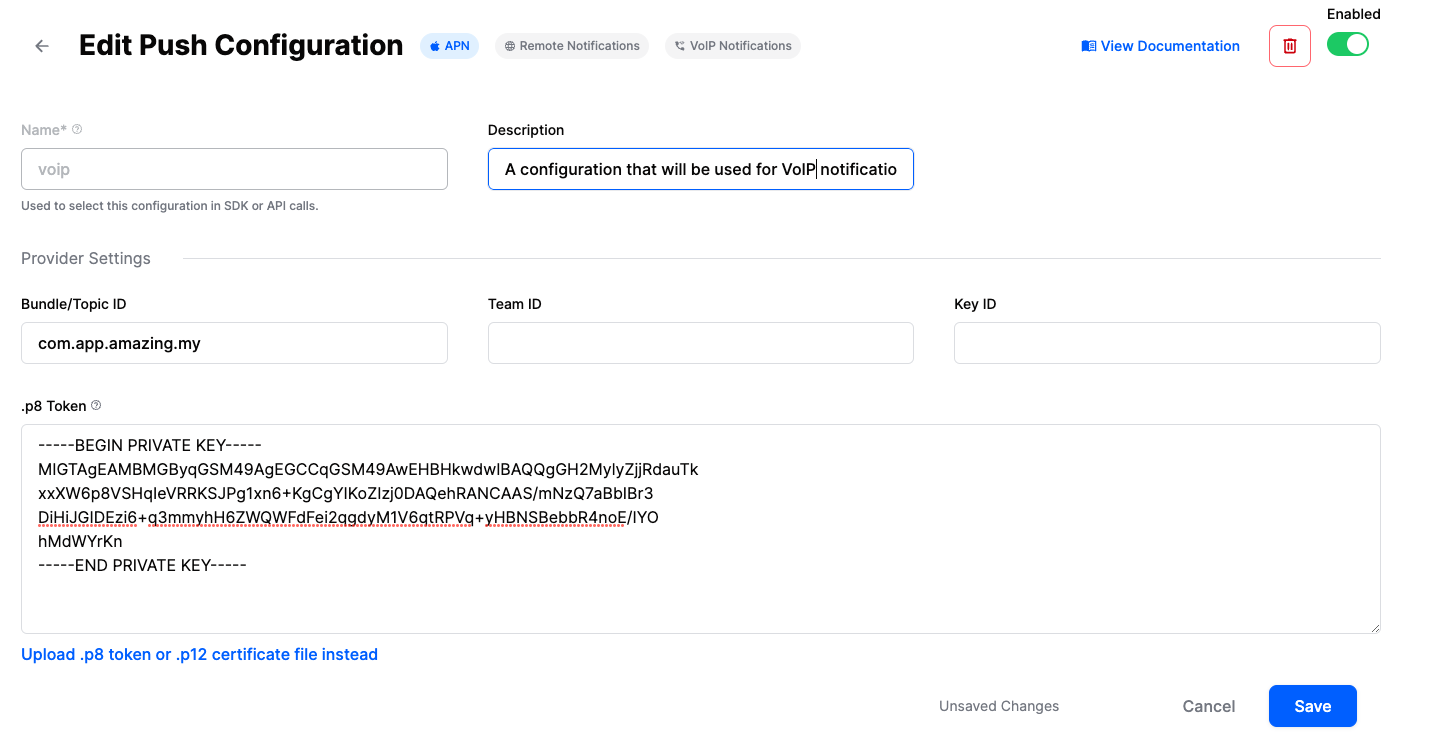 Enabled
Edit Push Configuration
APN
Remote Notifications
VoIP Notifications
View Documentation
Name*
Description
voip
A configuration that will be used for VoIP notificatio
Used to select this configuration in SDK or API calls.
Provider Settings
Bundle/Topic ID
Team ID
Key ID
com.app.amazing.my
.p8 Token
-----BEGIN PRIVATE KEY-----
MIGTAgEAMBMGByqGSM49AgEGCCqGSM49AwEHBHkwdwIBAQQgGH2MylyZjjRdauTk
xxXW6p8VSHqIeVRRKSJPg1xn6+KgCgYIKoZIzj0DAQehRANCAAS/mNzQ7aBbIBr3
DiHiJGIDEzi6+q3mmyhH6ZWQWFdFei2qgdyM1V6qtRPVq+yHBNSBebbR4noE/lYO
hMdWYrKn
-----END PRIVATE KEY-----
Upload .p8 token or .p12 certificate file instead
Unsaved Changes
Cancel
Save